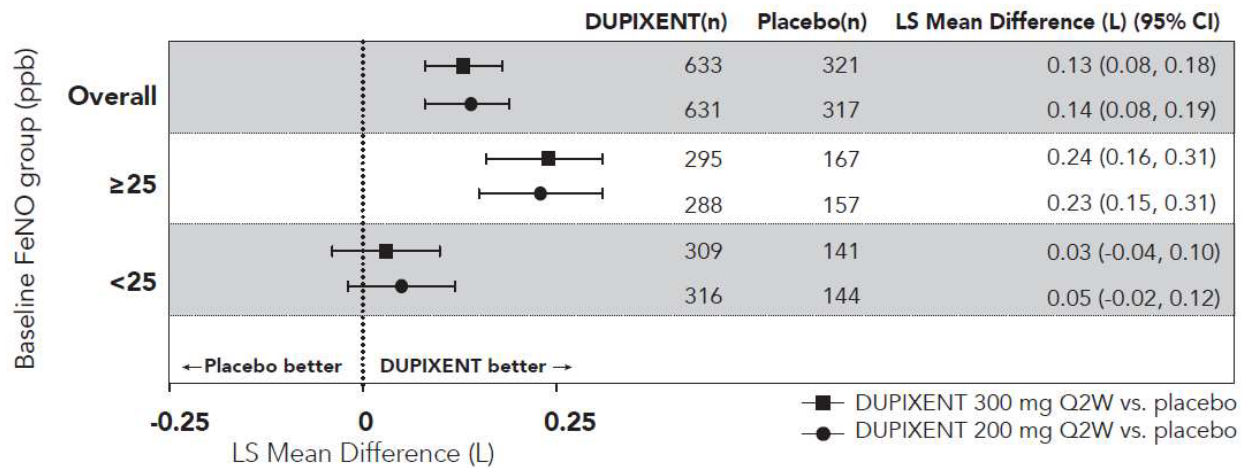 DUPIXENT(n) Placebo(n) LS Mean Difference (L) (95% CI)
Baseline FeNO group (ppb)
Overall
633 321 0.13 (0.08, 0.18)
631 317 0.14 (0.08, 0.19)
≥25
295 167 0.24 (0.16, 0.31)
288 157 0.23 (0.15, 0.31)
<25
309 141 0.03 (-0.04, 0.10)
316 144 0.05 (-0.02, 0.12)
←Placebo better DUPIXENT better →
-0.25 0 0.25
LS Mean Difference (L)
DUPIXENT 300 mg Q2W vs. placebo
DUPIXENT 200 mg Q2W vs. placebo